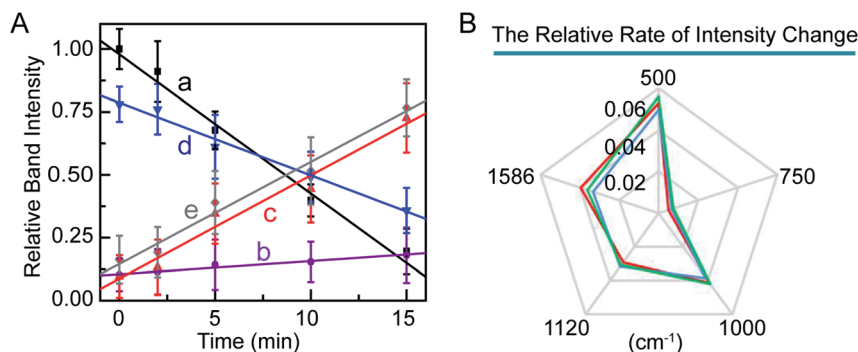 A
Relative Band Intensity
1.00
0.75
0.50
0.25
0.00
a
d
e
c
b
0 5 10 15
Time (min)
B
The Relative Rate of Intensity Change
500
0.06
0.04
0.02
1586
750
1120
1000
(cm⁻¹)